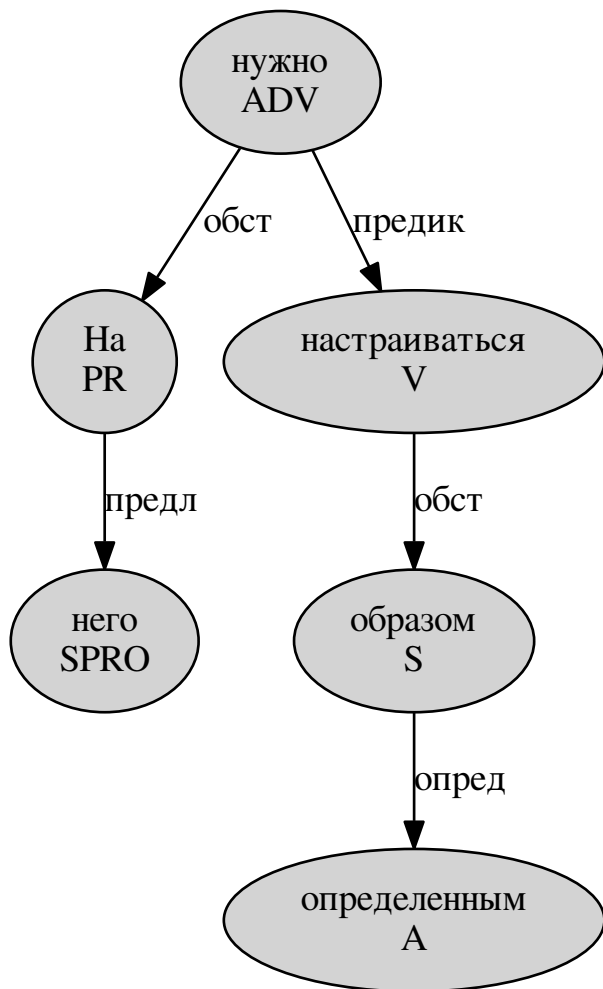 нужно
ADV
обст
предик
На
PR
настраиваться
V
предл
обст
него
SPRO
образом
S
опред
определенным
A